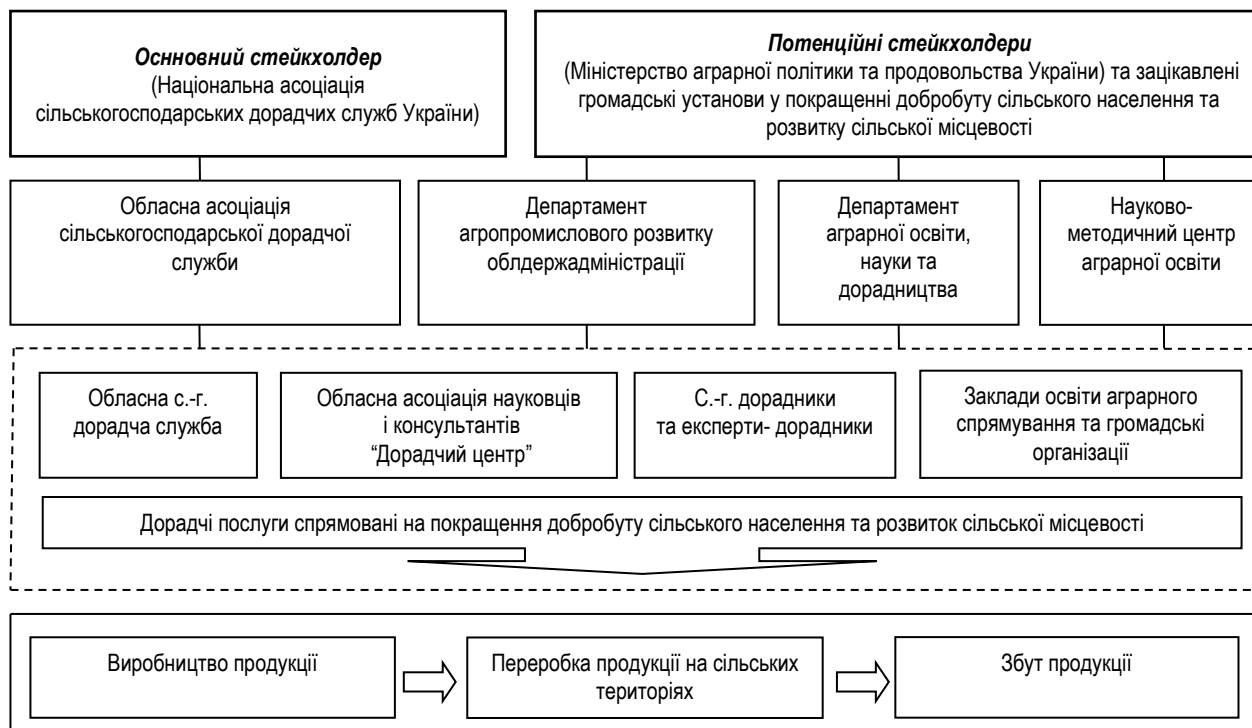 Оснновний стейкхолдер
(Національна асоціація
сільськогосподарських дорадчих служб України)
Потенційні стейкхолдери
(Міністерство аграрної політики та продовольства України) та зацікавлені
громадські установи у покращенні добробуту сільського населення та
розвитку сільської місцевості
Обласна асоціація
сільськогосподарської дорадчої
служби
Департамент
агропромислового розвитку
облдержадміністрації
Департамент
аграрної освіти,
науки та
дорадництва
Науково-
методичний центр
аграрної освіти
Обласна с.-г.
дорадча служба
Обласна асоціація науковців
і консультантів
“Дорадчий центр”
С.-г. дорадники
та експерти- дорадники
Заклади освіти аграрного
спрямування та громадські
організації
Дорадчі послуги спрямовані на покращення добробуту сільського населення та розвиток сільської місцевості
Виробництво продукції
Переробка продукції на сільських
територіях
Збут продукції